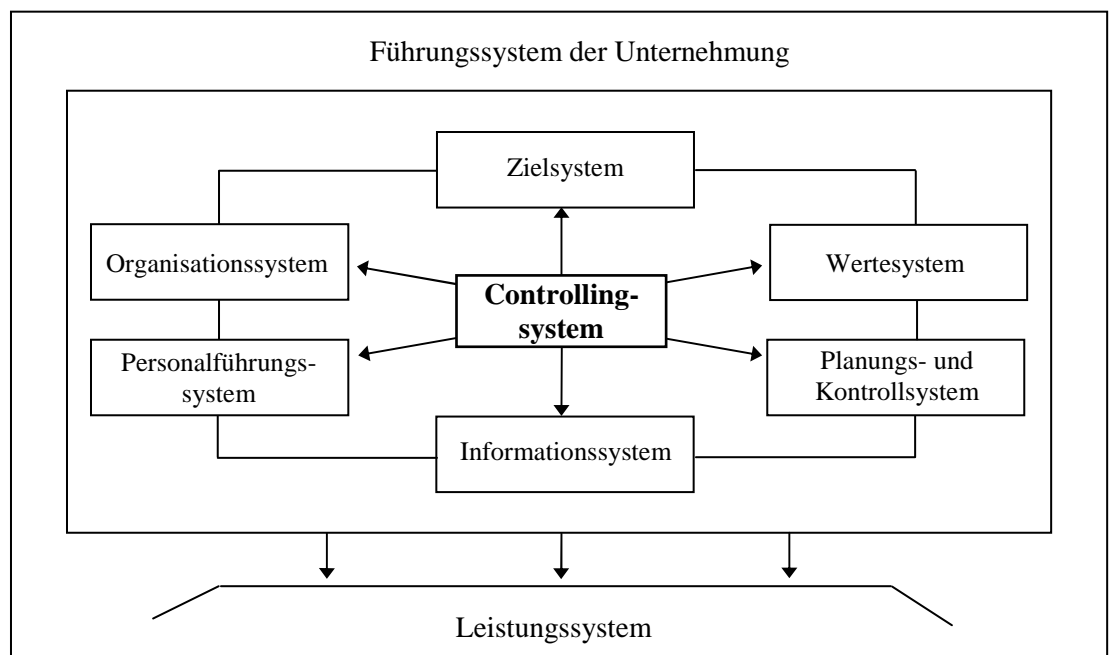 Führungssystem der Unternehmung
Zielsystem
Organisationssystem
Wertesystem
Controlling-
system
Personalführungs-
system
Planungs- und
Kontrollsystem
Informationssystem
Leistungssystem